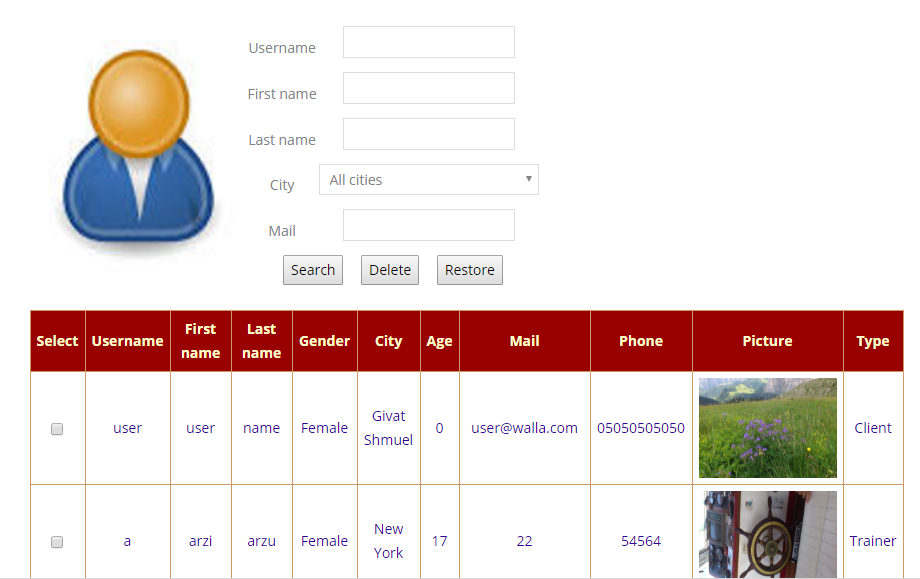 Username
First name
Last name
City All cities
Mail
Search Delete Restore
Select Username First name Last name Gender City Age Mail Phone Picture Type
user user name Female Givat Shmuel 0 user@walla.com 05050505050 Client
a arzi arzu Female New York 17 22 54564 Trainer